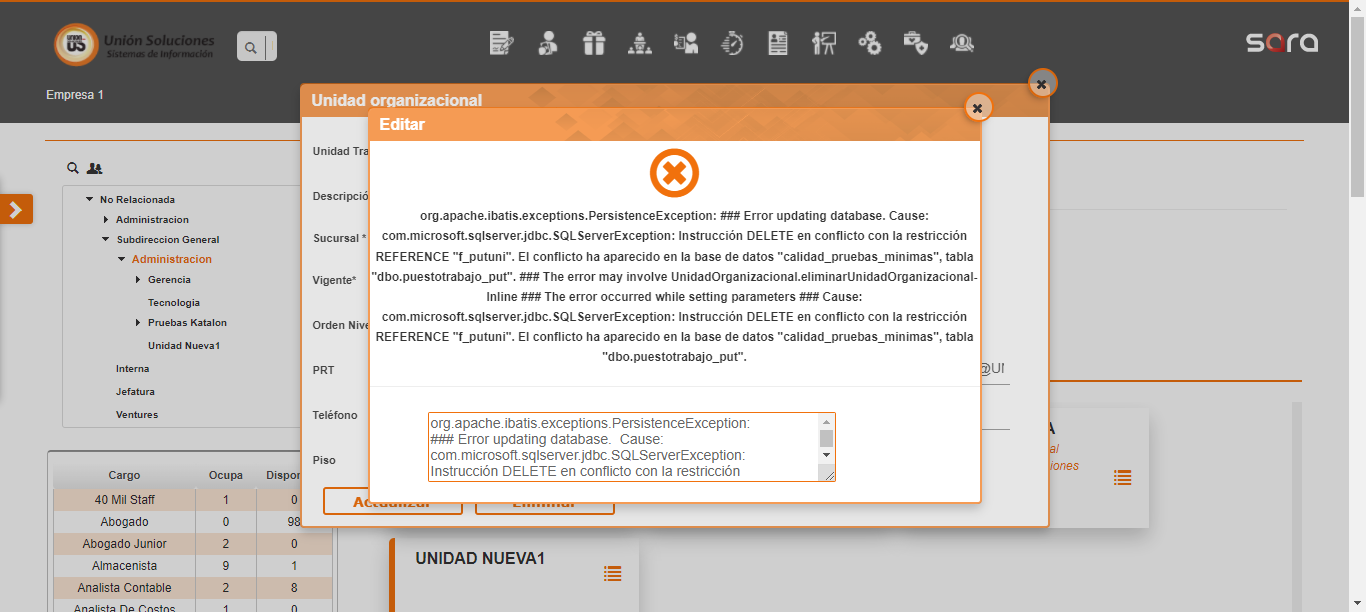 UNION
US
Unión Soluciones
Sistemas de Información
sara
Empresa 1
Unidad organizacional
Editar
Unidad Tra
Descripció
Sucursal *
Vigente*
Orden Nive
PRT
Teléfono
Piso
No Relacionada
Administracion
Subdireccion General
Administracion
Gerencia
Tecnologia
Pruebas Katalon
Unidad Nueva1
Interna
Jefatura
Ventures
org.apache.ibatis.exceptions.PersistenceException: ### Error updating database. Cause:
com.microsoft.sqlserver.jdbc.SQLServerException: Instrucción DELETE en conflicto con la restricción
REFERENCE "f_putuni". El conflicto ha aparecido en la base de datos "calidad_pruebas_minimas", tabla
"dbo.puestotrabajo_put". ### The error may involve UnidadOrganizacional.eliminarUnidadOrganizacional-
Inline ### The error occurred while setting parameters ### Cause:
com.microsoft.sqlserver.jdbc.SQLServerException: Instrucción DELETE en conflicto con la restricción
REFERENCE "f_putuni". El conflicto ha aparecido en la base de datos "calidad_pruebas_minimas", tabla
"dbo.puestotrabajo_put".
org.apache.ibatis.exceptions.PersistenceException:
### Error updating database. Cause:
com.microsoft.sqlserver.jdbc.SQLServerException:
Instrucción DELETE en conflicto con la restricción
Actualizar Eliminar
@UI
A
al
iones
Cargo Ocupa Dispor
40 Mil Staff 1 0
Abogado 0 98
Abogado Junior 2 0
Almacenista 9 1
Analista Contable 2 8
Analista De Costos 1 0
UNIDAD NUEVA1